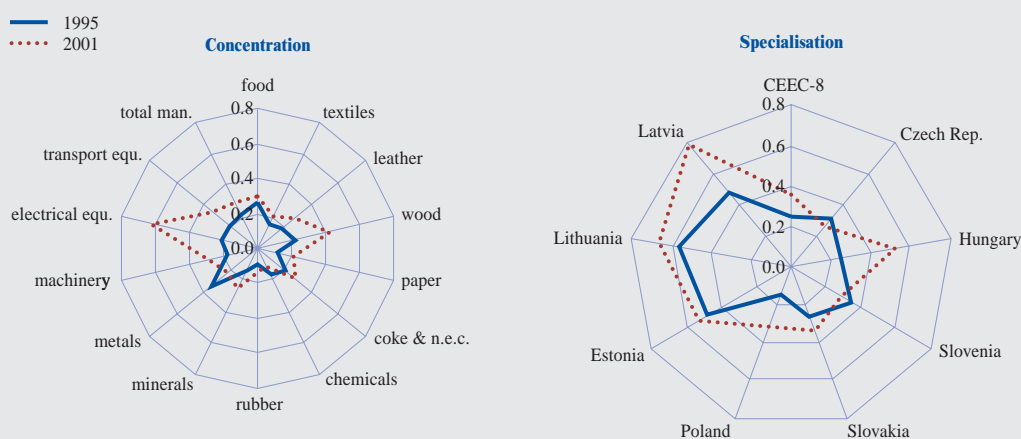 1995
2001
Concentration
food
textiles
leather
wood
paper
coke & n.e.c.
chemicals
rubber
minerals
metals
machinery
electrical equ.
transport equ.
total man.
0.8
0.6
0.4
0.2
0.0
Specialisation
CEEC-8
Czech Rep.
Hungary
Slovenia
Slovakia
Poland
Estonia
Lithuania
Latvia
0.8
0.6
0.4
0.2
0.0